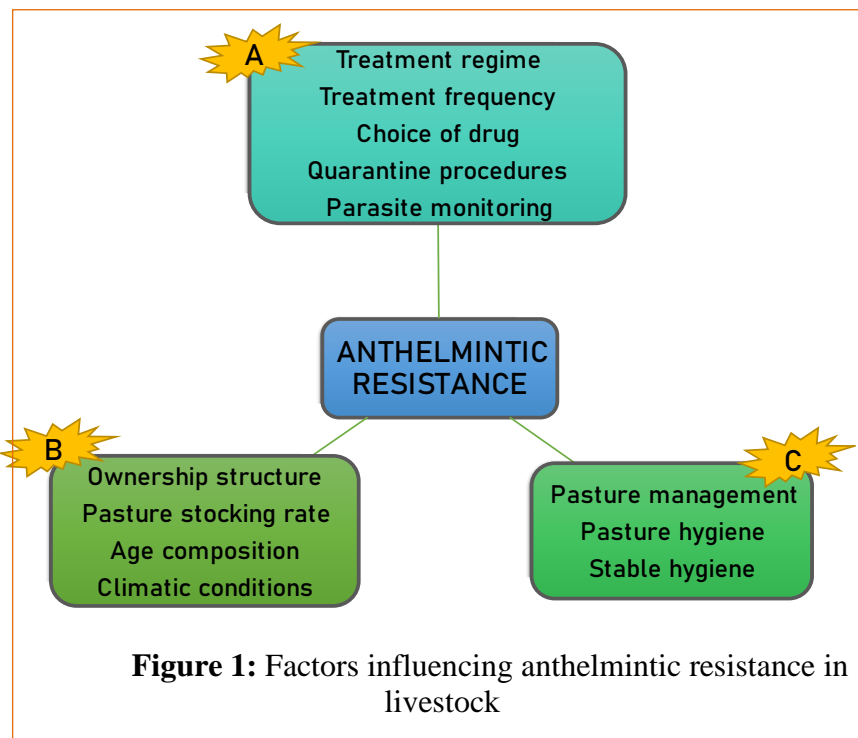 A
Treatment regime
Treatment frequency
Choice of drug
Quarantine procedures
Parasite monitoring
ANTHELMINTIC
RESISTANCE
B
Ownership structure
Pasture stocking rate
Age composition
Climatic conditions
C
Pasture management
Pasture hygiene
Stable hygiene
Figure 1: Factors influencing anthelmintic resistance in
livestock